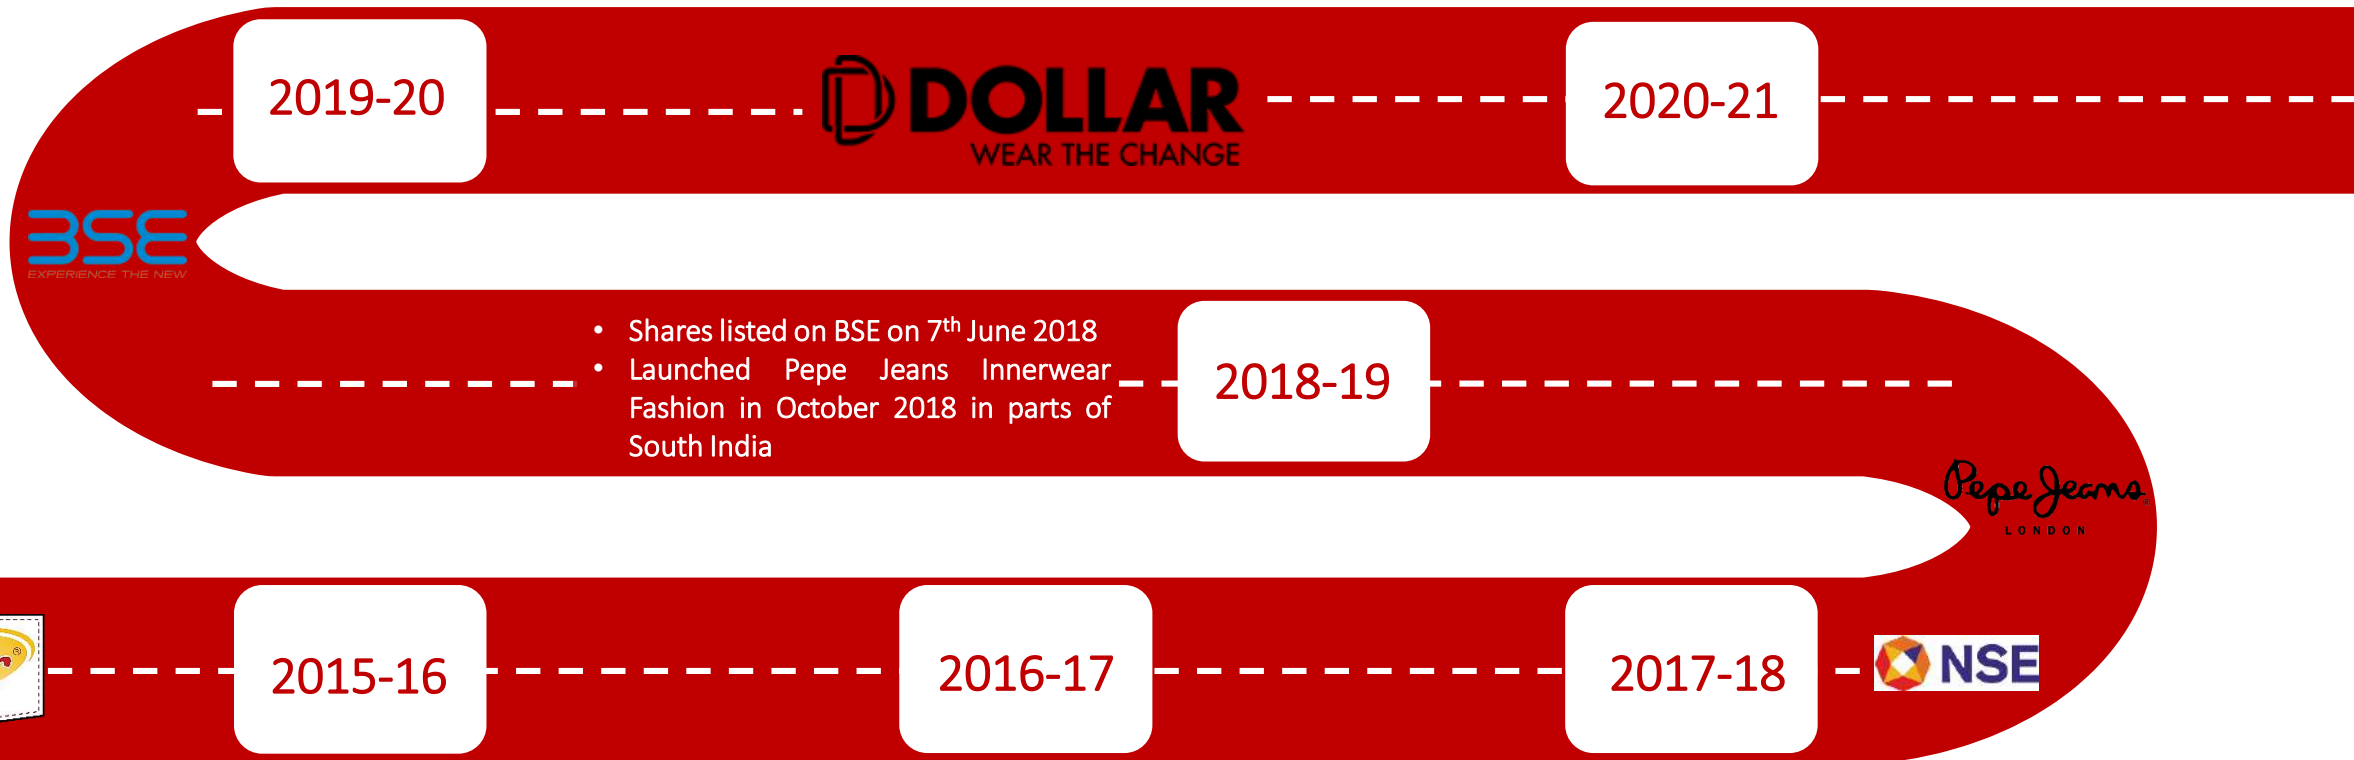 2019-20
DOLLAR
WEAR THE CHANGE
2020-21
BSE
EXPERIENCE THE NEW
• Shares listed on BSE on 7th June 2018
• Launched Pepe Jeans Innerwear
Fashion in October 2018 in parts of
South India
2018-19
Pepe Jeans
LONDON
2015-16
2016-17
2017-18
NSE